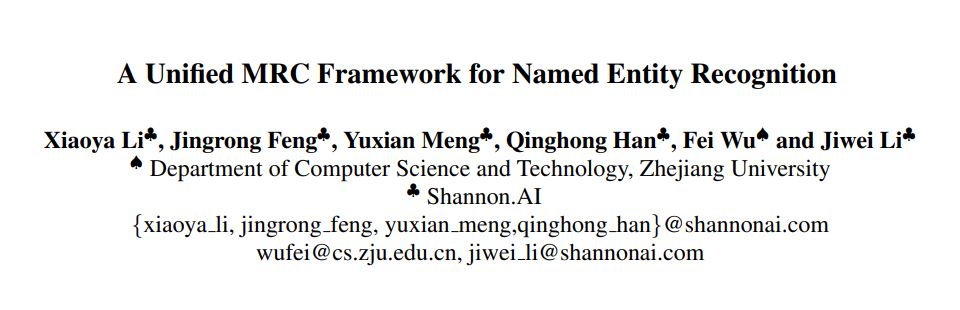 A Unified MRC Framework for Named Entity Recognition
Xiaoya Li♣, Jingrong Feng♣, Yuxian Meng♣, Qinghong Han♣, Fei Wu♠ and Jiwei Li♣
♠ Department of Computer Science and Technology, Zhejiang University
♣ Shannon.AI
{xiaoya_li, jingrong_feng, yuxian_meng,qinghong_han}@shannonai.com
wufei@cs.zju.edu.cn, jiwei_li@shannonai.com